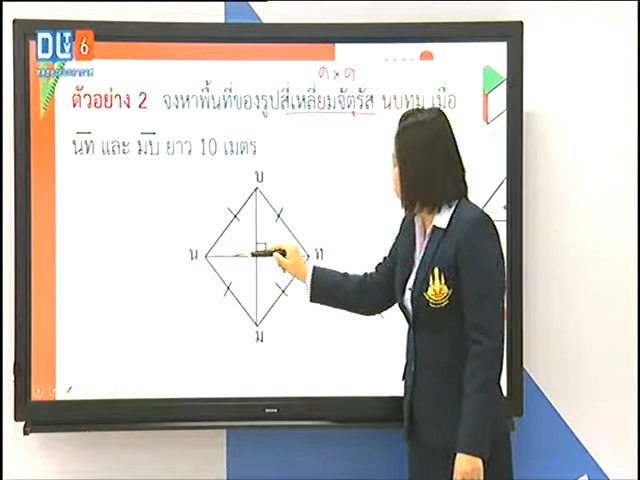 DLTV 6
ด×ด
ตัวอย่าง 2 จงหาพื้นที่ของรูปสี่เหลี่ยมจัตุรัส นบทม เมื่อ
นิท และ มิบิ ยาว 10 เมตร
บ
น
ท
ม